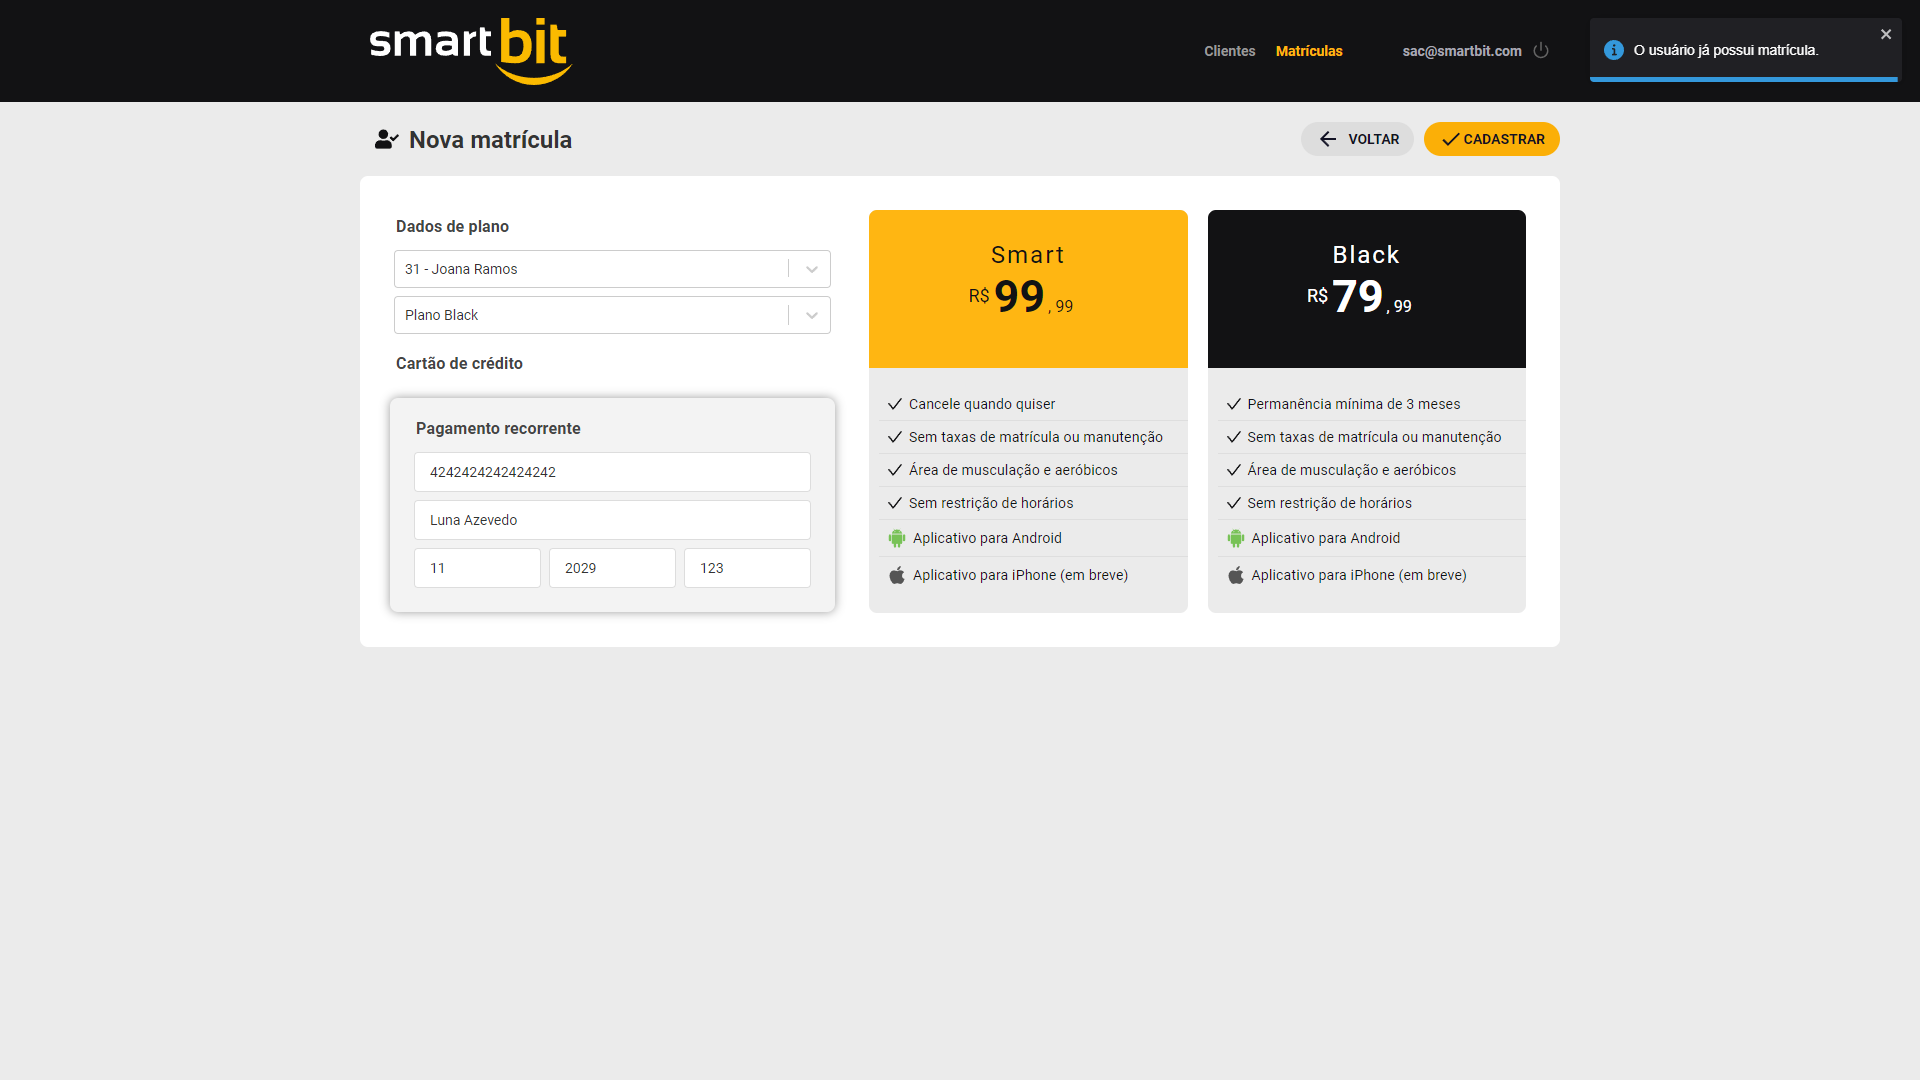 smartbit
Clientes
Matrículas
sac@smartbit.com
O usuário já possui matrícula.
Nova matrícula
VOLTAR
CADASTRAR
Dados de plano
31 - Joana Ramos
Plano Black
Cartão de crédito
Pagamento recorrente
4242424242424242
Luna Azevedo
11
2029
123
Smart
R$ 99 , 99
Cancele quando quiser
Sem taxas de matrícula ou manutenção
Área de musculação e aeróbicos
Sem restrição de horários
Aplicativo para Android
Aplicativo para iPhone (em breve)
Black
R$ 79 , 99
Permanência mínima de 3 meses
Sem taxas de matrícula ou manutenção
Área de musculação e aeróbicos
Sem restrição de horários
Aplicativo para Android
Aplicativo para iPhone (em breve)